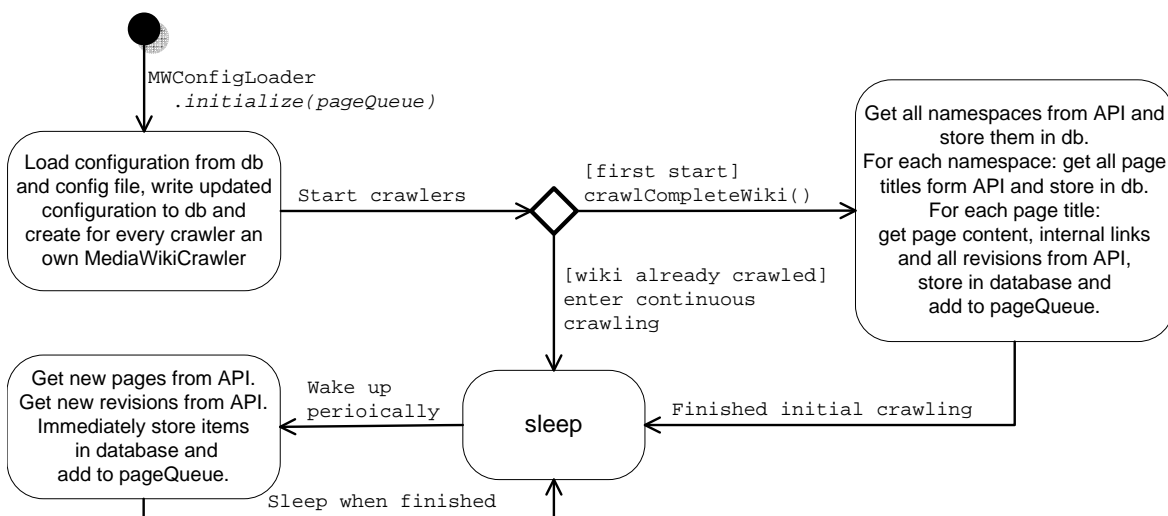 MWConfigLoader
.initialize(pageQueue)
Load configuration from db
and config file, write updated
configuration to db and
create for every crawler an
own MediaWikiCrawler
Start crawlers
[first start]
crawlCompleteWiki()
Get all namespaces from API and
store them in db.
For each namespace: get all page
titles form API and store in db.
For each page title:
get page content, internal links
and all revisions from API,
store in database and
add to pageQueue.
[wiki already crawled]
enter continuous
crawling
Get new pages from API.
Get new revisions from API.
Immediately store items
in database and
add to pageQueue.
Wake up
perioically
sleep
Finished initial crawling
Sleep when finished